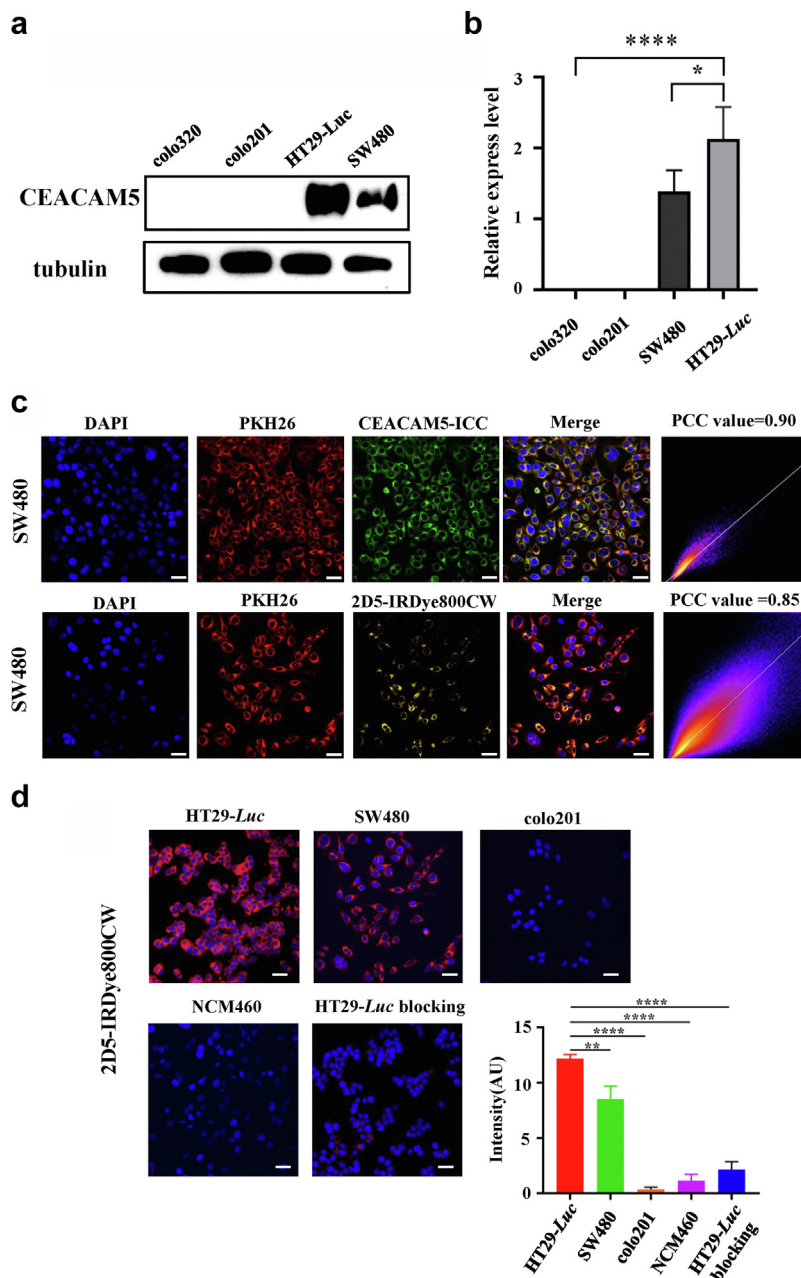 a
colo320
colo201
HT29-Luc
SW480
CEACAM5
tubulin
b
****
*
Relative express level
3
2
1
0
colo320
colo201
SW480
HT29-Luc
c
DAPI
PKH26
CEACAM5-ICC
Merge
PCC value=0.90
SW480
DAPI
PKH26
2D5-IRDye800CW
Merge
PCC value =0.85
SW480
d
2D5-IRDye800CW
HT29-Luc
SW480
colo201
NCM460
HT29-Luc blocking
****
****
****
**
Intensity(AU)
15
10
5
0
HT29-Luc
SW480
colo201
NCM460
HT29-Luc
blocking